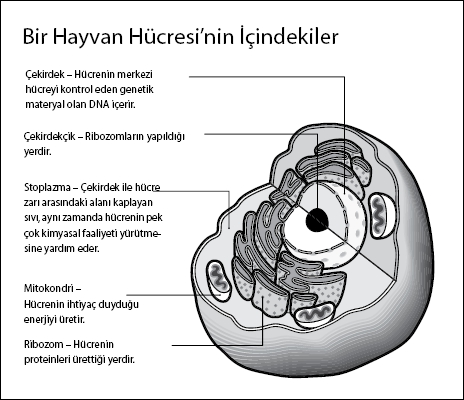 Bir Hayvan Hücresi’nin İçindekiler
Çekirdek – Hücrenin merkezi
hücreyi kontrol eden genetik
materyal olan DNA içerir.
Çekirdekçik – Ribozomların yapıldığı
yerdir.
Stoplazma – Çekirdek ile hücre
zarı arasındaki alanı kaplayan
sıvı, aynı zamanda hücrenin pek
çok kimyasal faaliyeti yürütme-
sine yardım eder.
Mitokondri –
Hücrenin ihtiyaç duyduğu
enerjiyi üretir.
Ribozom – Hücrenin
proteinleri ürettiği yerdir.